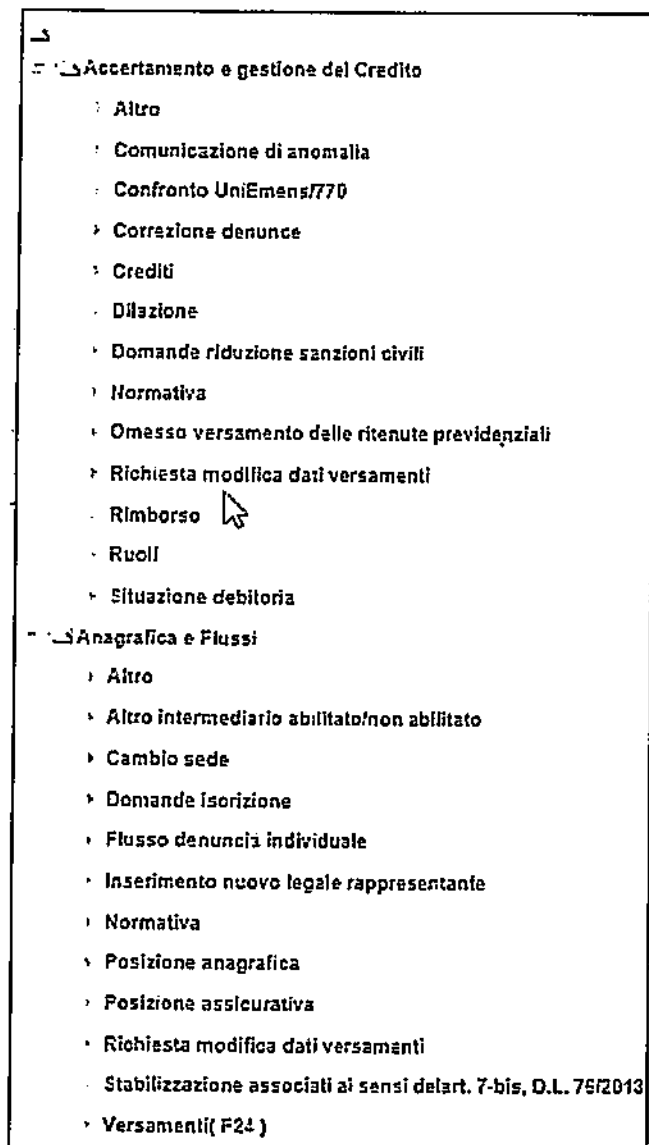 Accertamento e gestione del Credito
Altro
Comunicazione di anomalia
Confronto UniEmens/770
Correzione denunce
Crediti
Dilazione
Domande riduzione sanzioni civili
Normativa
Omesso versamento delle ritenute previdenziali
Richiesta modifica dati versamenti
Rimborso
Ruoli
Situazione debitoria
Anagrafica e Flussi
Altro
Altro intermediario abilitato/non abilitato
Cambio sede
Domande iscrizione
Flusso denuncia individuale
Inserimento nuovo legale rappresentante
Normativa
Posizione anagrafica
Posizione assicurativa
Richiesta modifica dati versamenti
Stabilizzazione associati ai sensi delart. 7-bis, D.L. 76/2013
Versamenti( F24 )